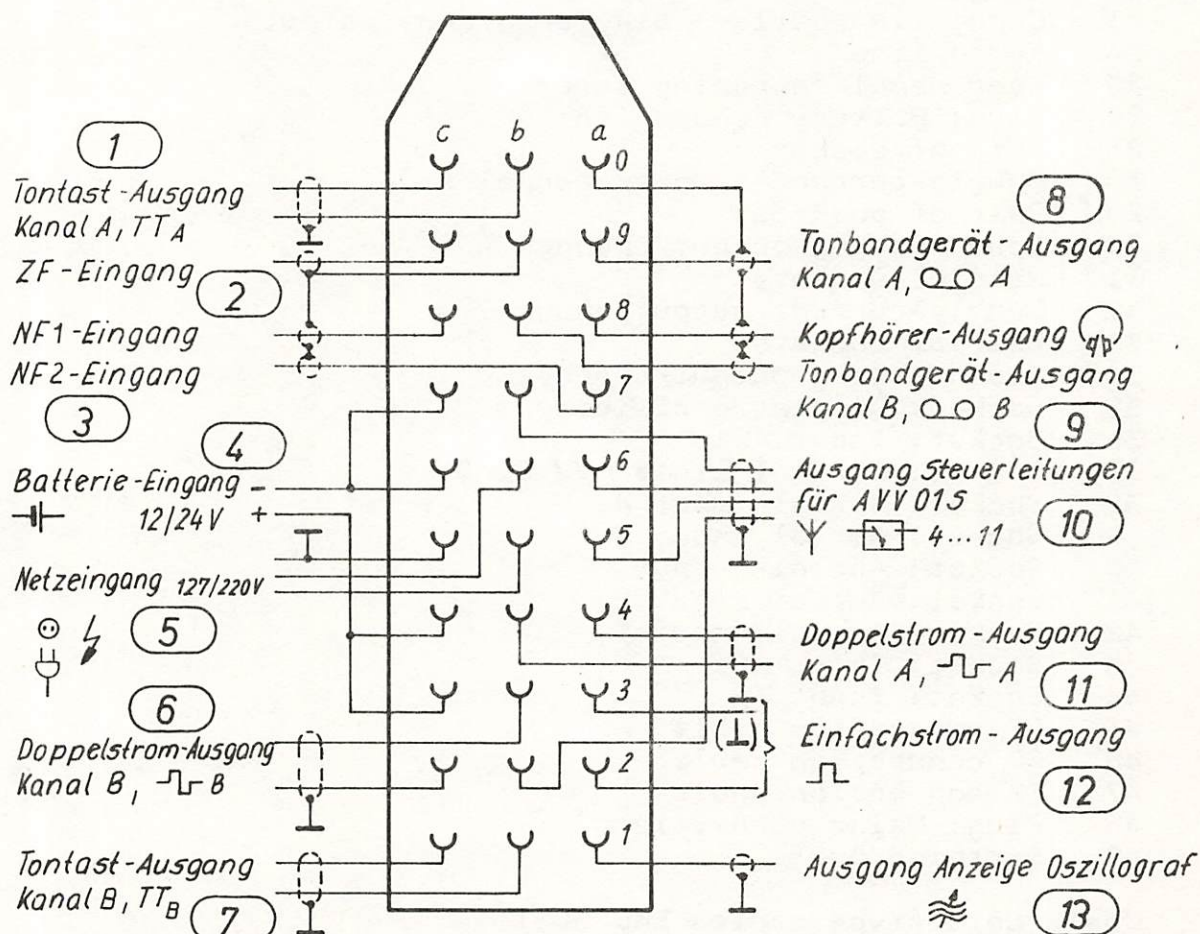 c b a
0
9
8
7
6
5
4
3
2
1
1
Tontast-Ausgang
Kanal A, TTA
ZF-Eingang
2
NF1-Eingang
NF2-Eingang
3
4
Batterie-Eingang -
12/24V +
Netzeingang 127/220V
5
6
Doppelstrom-Ausgang
Kanal B, B
Tontast-Ausgang
Kanal B, TTB
7
8
Tonbandgerät-Ausgang
Kanal A, A
Kopfhörer-Ausgang
Tonbandgerät-Ausgang
Kanal B, B
9
Ausgang Steuerleitungen
für AVV 015
4...11
10
Doppelstrom-Ausgang
Kanal A, A
11
Einfachstrom-Ausgang
12
Ausgang Anzeige Oszillograf
13